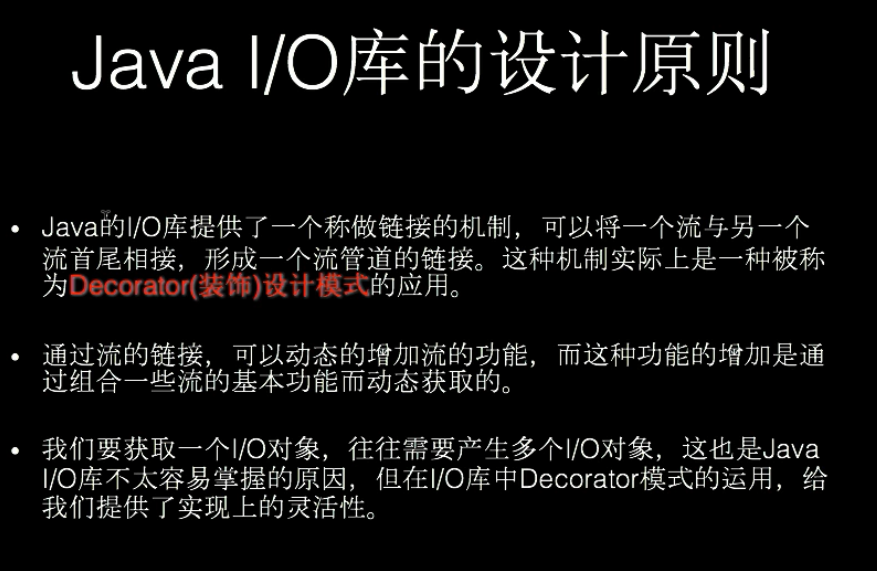 Java I/O库的设计原则
• Java的I/O库提供了一个称做链接的机制，可以将一个流与另一个
流首尾相接，形成一个流管道的链接。这种机制实际上是一种被称
为Decorator(装饰)设计模式的应用。
• 通过流的链接，可以动态的增加流的功能，而这种功能的增加是通
过组合一些流的基本功能而动态获取的。
• 我们要获取一个I/O对象，往往需要产生多个I/O对象，这也是Java
I/O库不太容易掌握的原因，但在I/O库中Decorator模式的运用，给
我们提供了实现上的灵活性。